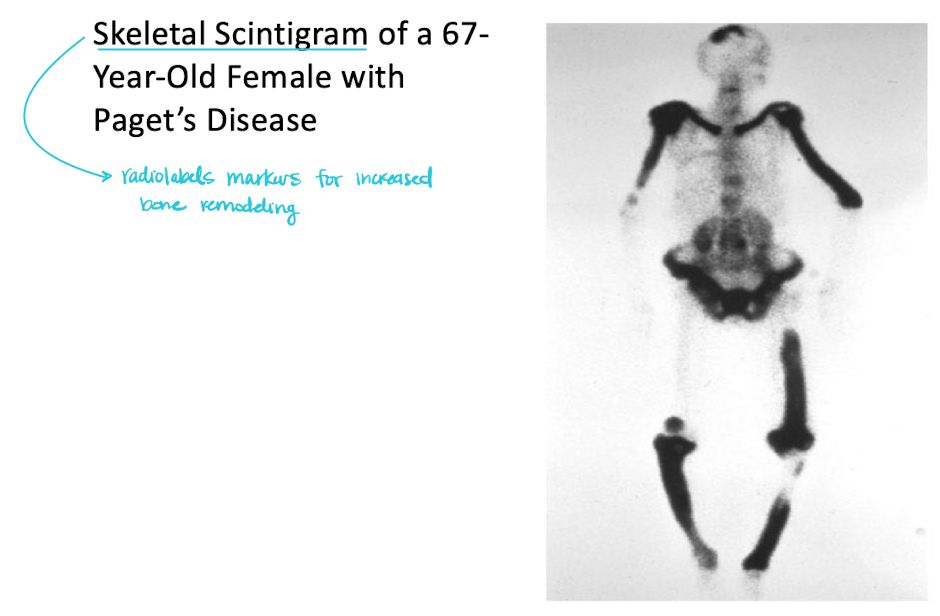 Skeletal Scintigram of a 67-
Year-Old Female with
Paget's Disease
radiolabels markers for increased
bone remodeling